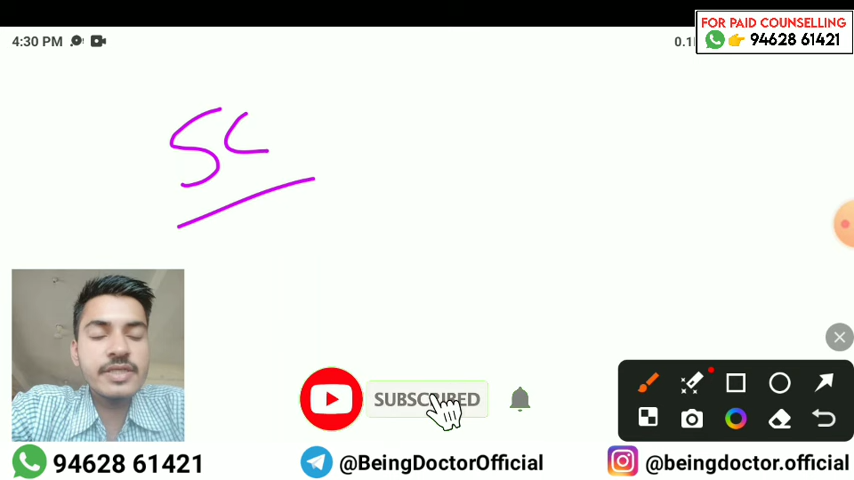 FOR PAID COUNSELLING
94628 61421
4:30 PM
SC
SUBSCRIBED
94628 61421
@BeingDoctorOfficial
@beingdoctor.official